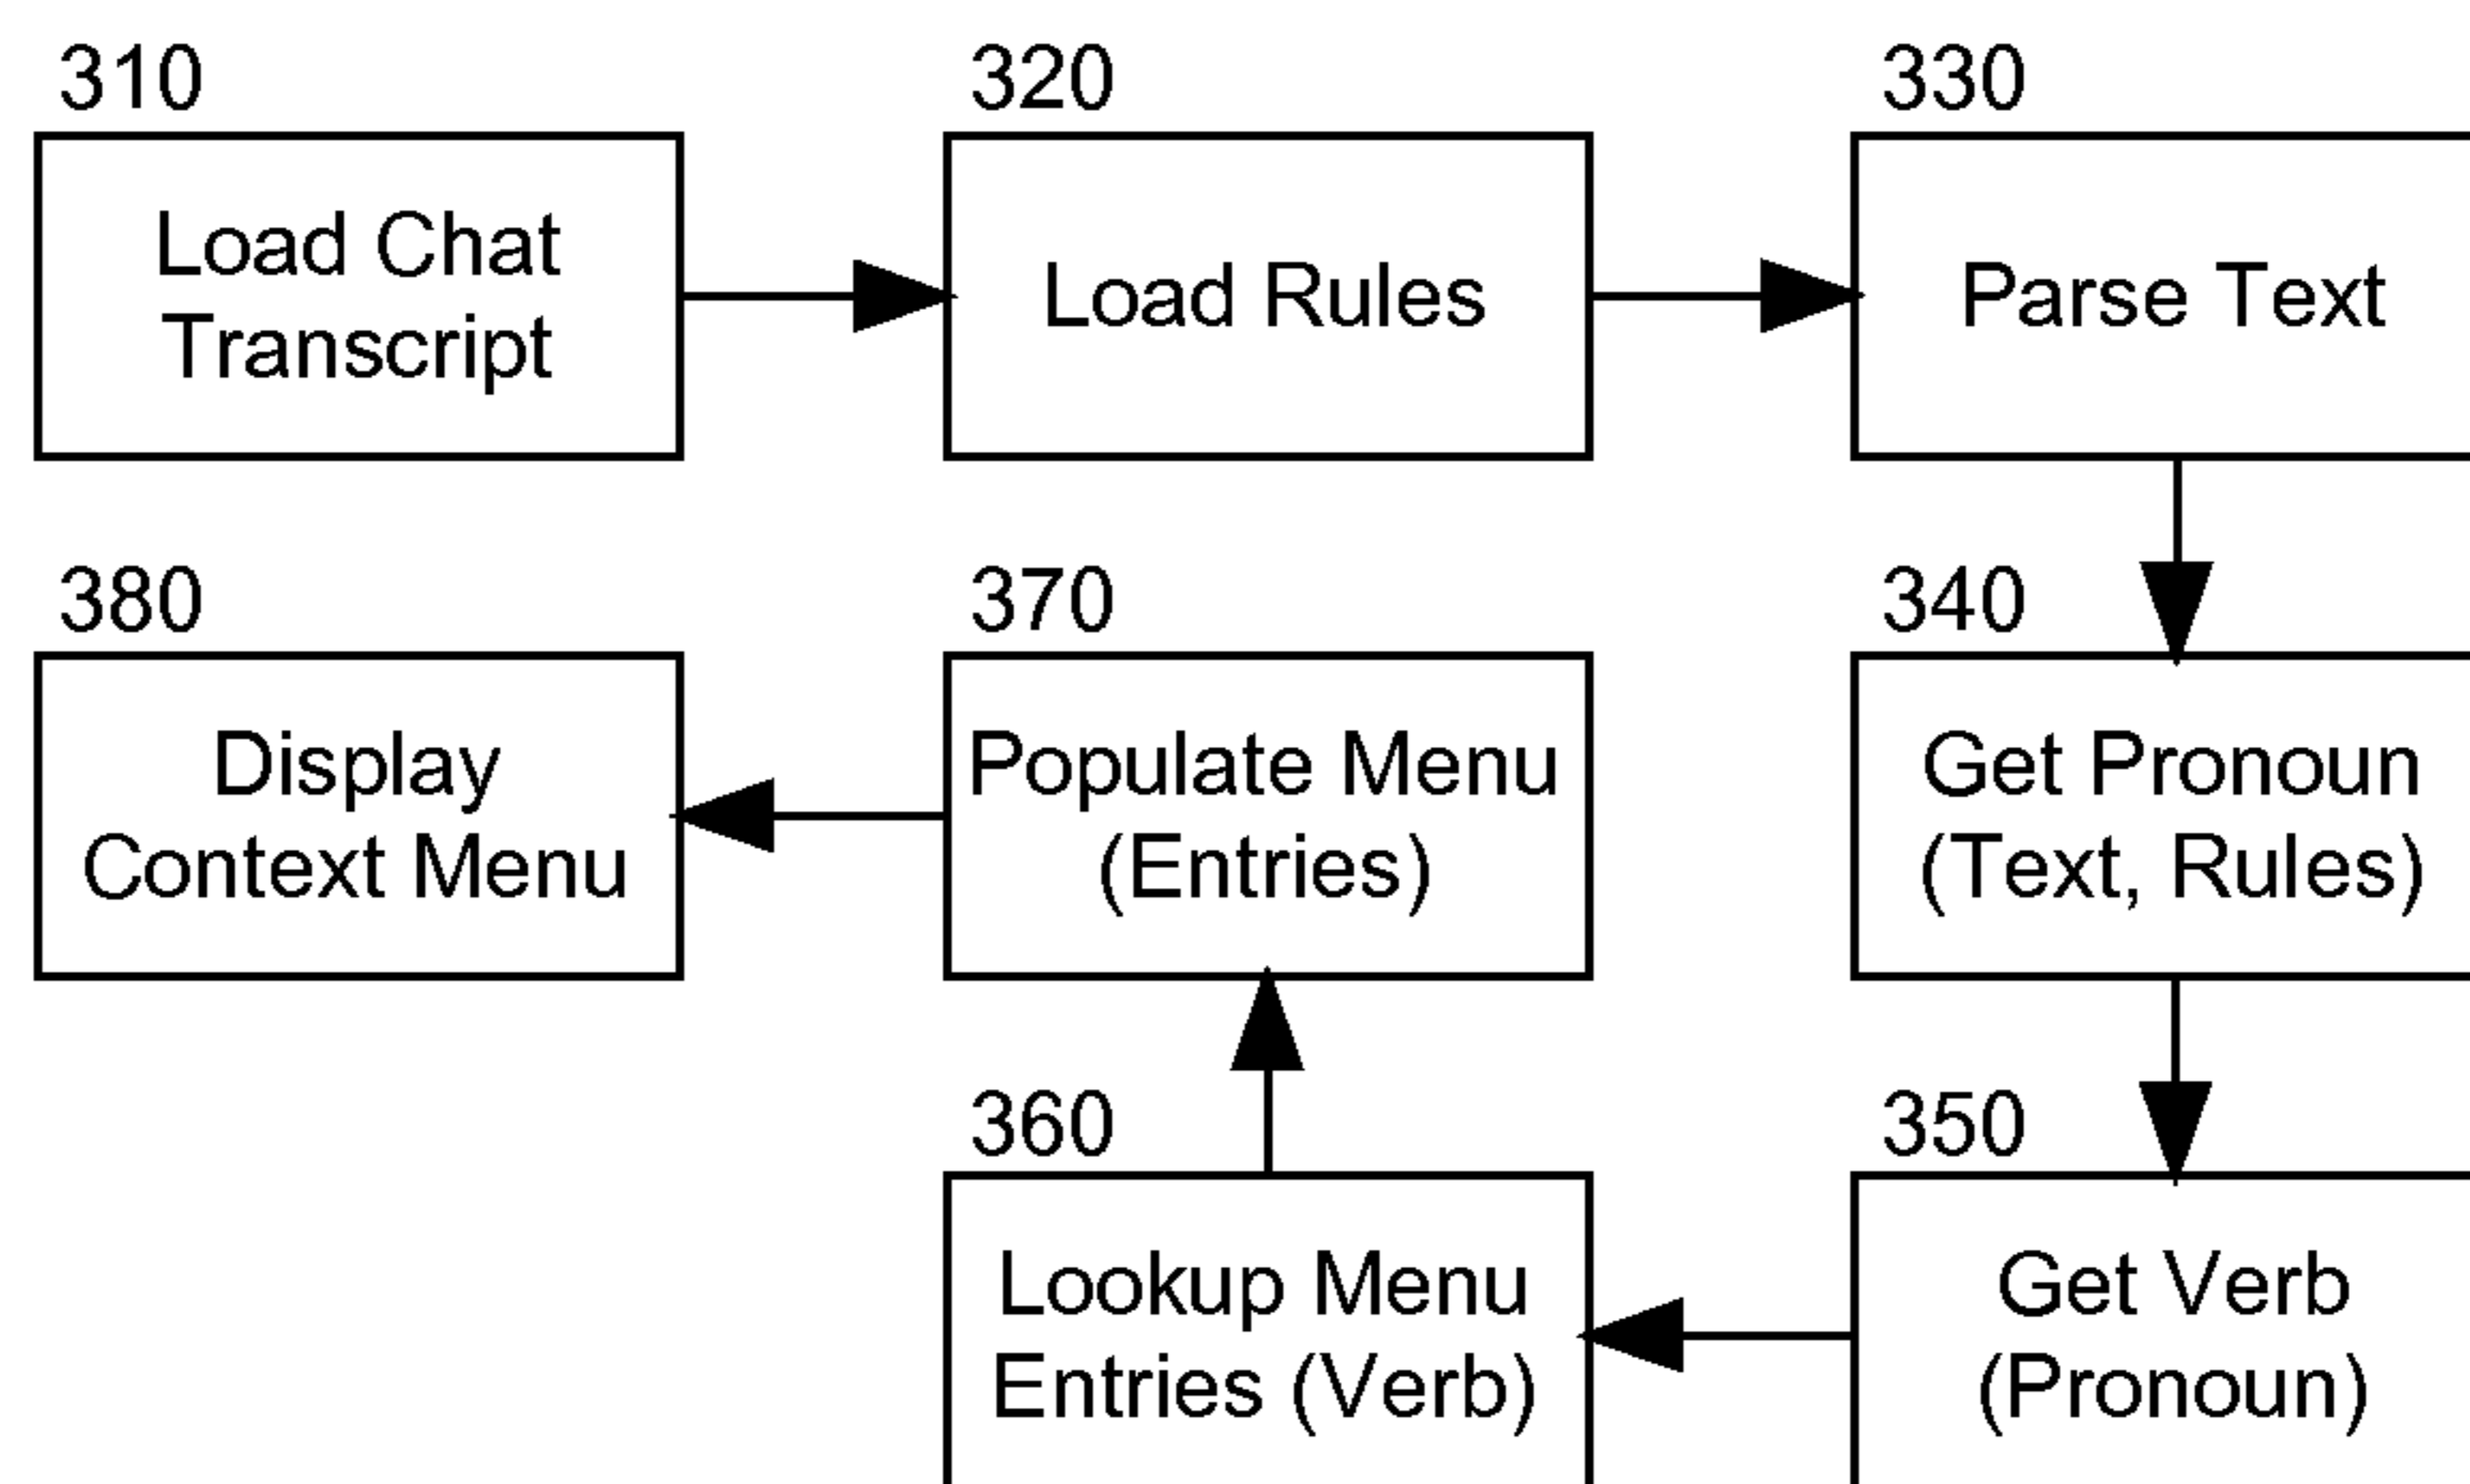 310
Load Chat
Transcript
320
Load Rules
330
Parse Text
340
Get Pronoun
(Text, Rules)
350
Get Verb
(Pronoun)
360
Lookup Menu
Entries (Verb)
370
Populate Menu
(Entries)
380
Display
Context Menu